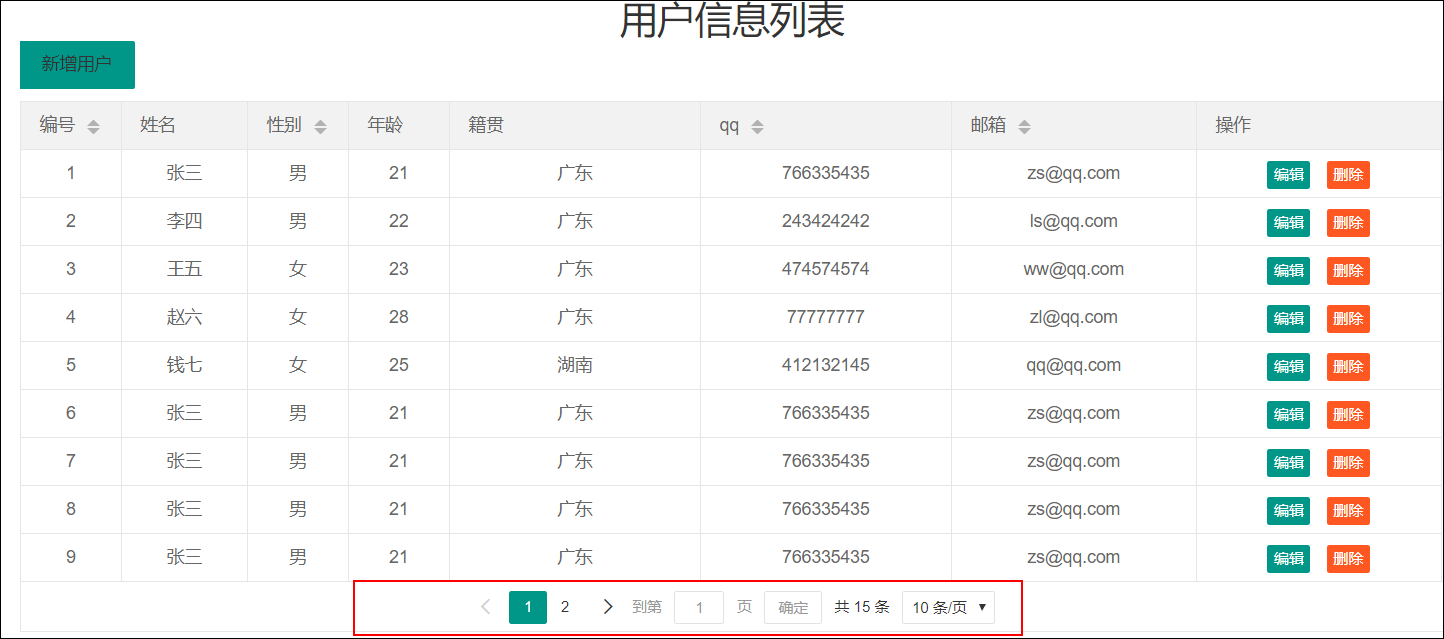 用户信息列表
新增用户
编号 姓名 性别 年龄 籍贯 qq 邮箱 操作
1 张三 男 21 广东 766335435 zs@qq.com 编辑 删除
2 李四 男 22 广东 243424242 ls@qq.com 编辑 删除
3 王五 女 23 广东 474574574 ww@qq.com 编辑 删除
4 赵六 女 28 广东 77777777 zl@qq.com 编辑 删除
5 钱七 女 25 湖南 412132145 qq@qq.com 编辑 删除
6 张三 男 21 广东 766335435 zs@qq.com 编辑 删除
7 张三 男 21 广东 766335435 zs@qq.com 编辑 删除
8 张三 男 21 广东 766335435 zs@qq.com 编辑 删除
9 张三 男 21 广东 766335435 zs@qq.com 编辑 删除
1 2 到第 1 页 确定 共 15 条 10 条/页